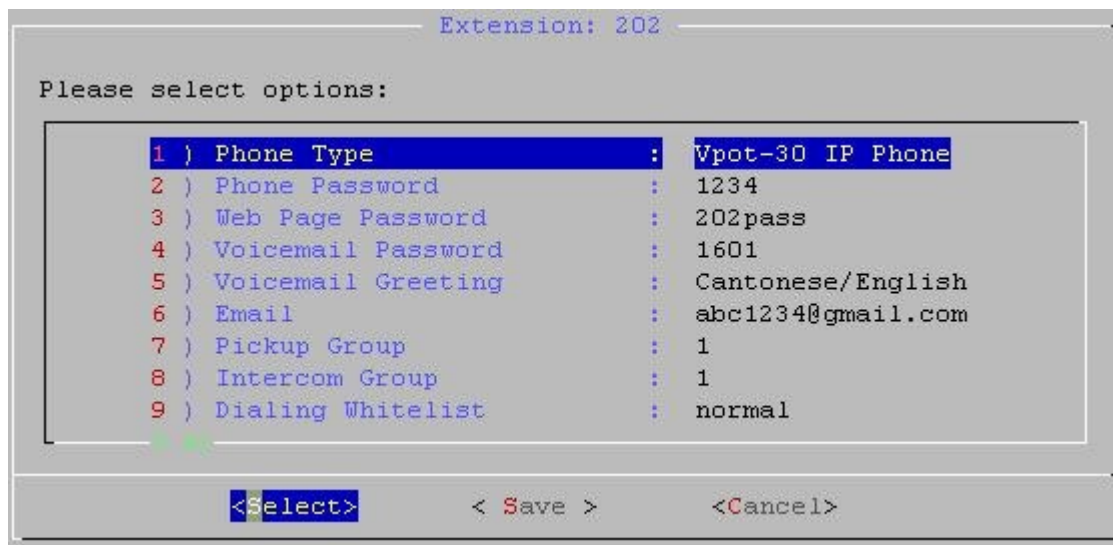 Extension: 202
Please select options:
1 ) Phone Type : Vpot-30 IP Phone
2 ) Phone Password : 1234
3 ) Web Page Password : 202pass
4 ) Voicemail Password : 1601
5 ) Voicemail Greeting : Cantonese/English
6 ) Email : abc1234@gmail.com
7 ) Pickup Group : 1
8 ) Intercom Group : 1
9 ) Dialing Whitelist : normal
<Select> < Save > <Cancel>